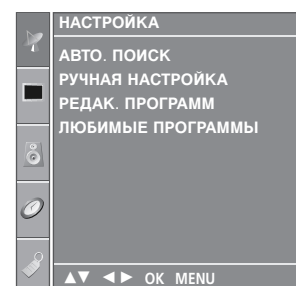 НАСТРОЙКА
АВТО. ПОИСК
РУЧНАЯ НАСТРОЙКА
РЕДАК. ПРОГРАММ
ЛЮБИМЫЕ ПРОГРАММЫ
▲▼ ◄► OK MENU